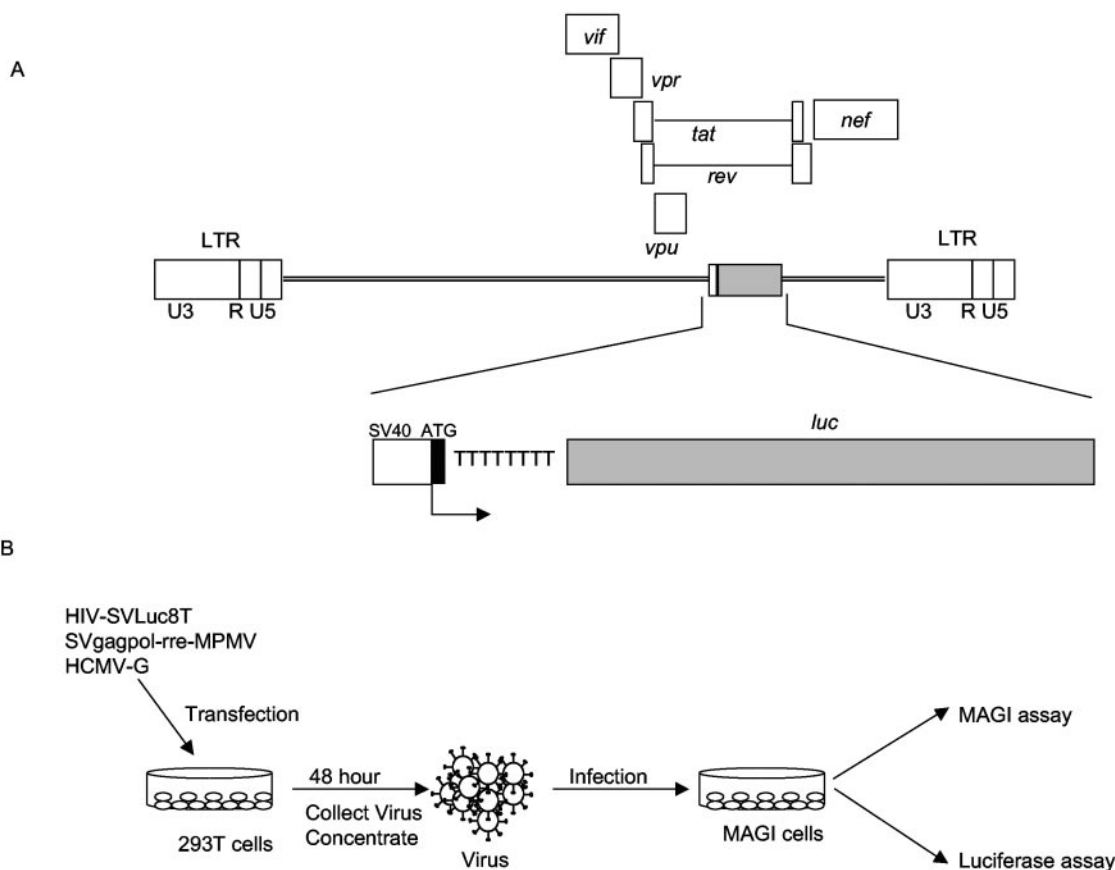 A
vif
vpr
tat
nef
rev
vpu
LTR
LTR
U3 R U5
U3 R U5
SV40 ATG
luc
TTTTTTTT
B
HIV-SVLuc8T
SVgagpol-rre-MPMV
HCMV-G
Transfection
48 hour
Collect Virus
Concentrate
Infection
MAGI assay
293T cells
Virus
MAGI cells
Luciferase assay